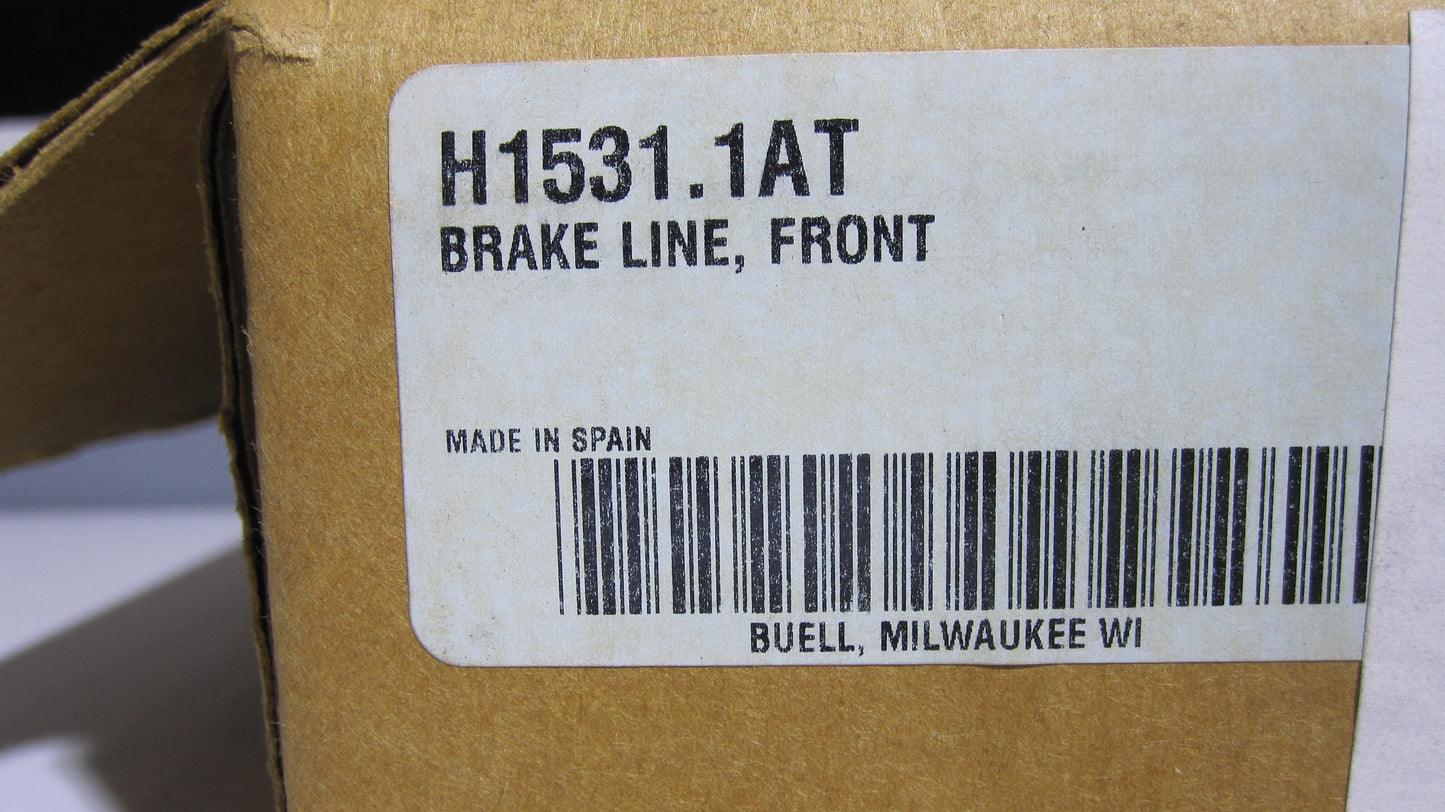 H1531.1AT
BRAKE LINE, FRONT
MADE IN SPAIN
BUELL, MILWAUKEE WI